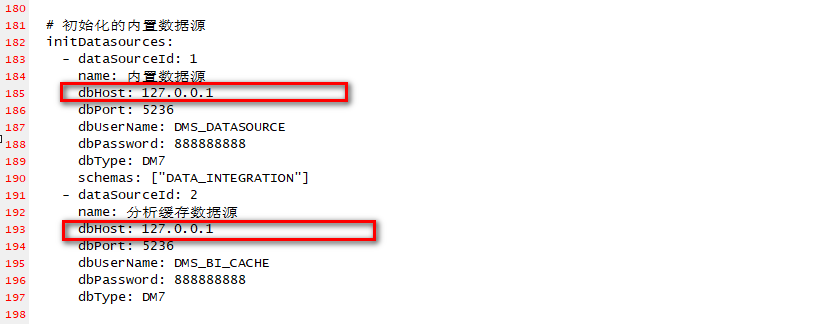 180
181 # 初始化的内置数据源
182 initDatasources:
183 - dataSourceId: 1
184 name: 内置数据源
185 dbHost: 127.0.0.1
186 dbPort: 5236
187 dbUserName: DMS_DATASOURCE
188 dbPassword: 888888888
189 dbType: DM7
190 schemas: ["DATA_INTEGRATION"]
191 - dataSourceId: 2
192 name: 分析缓存数据源
193 dbHost: 127.0.0.1
194 dbPort: 5236
195 dbUserName: DMS_BI_CACHE
196 dbPassword: 888888888
197 dbType: DM7
198